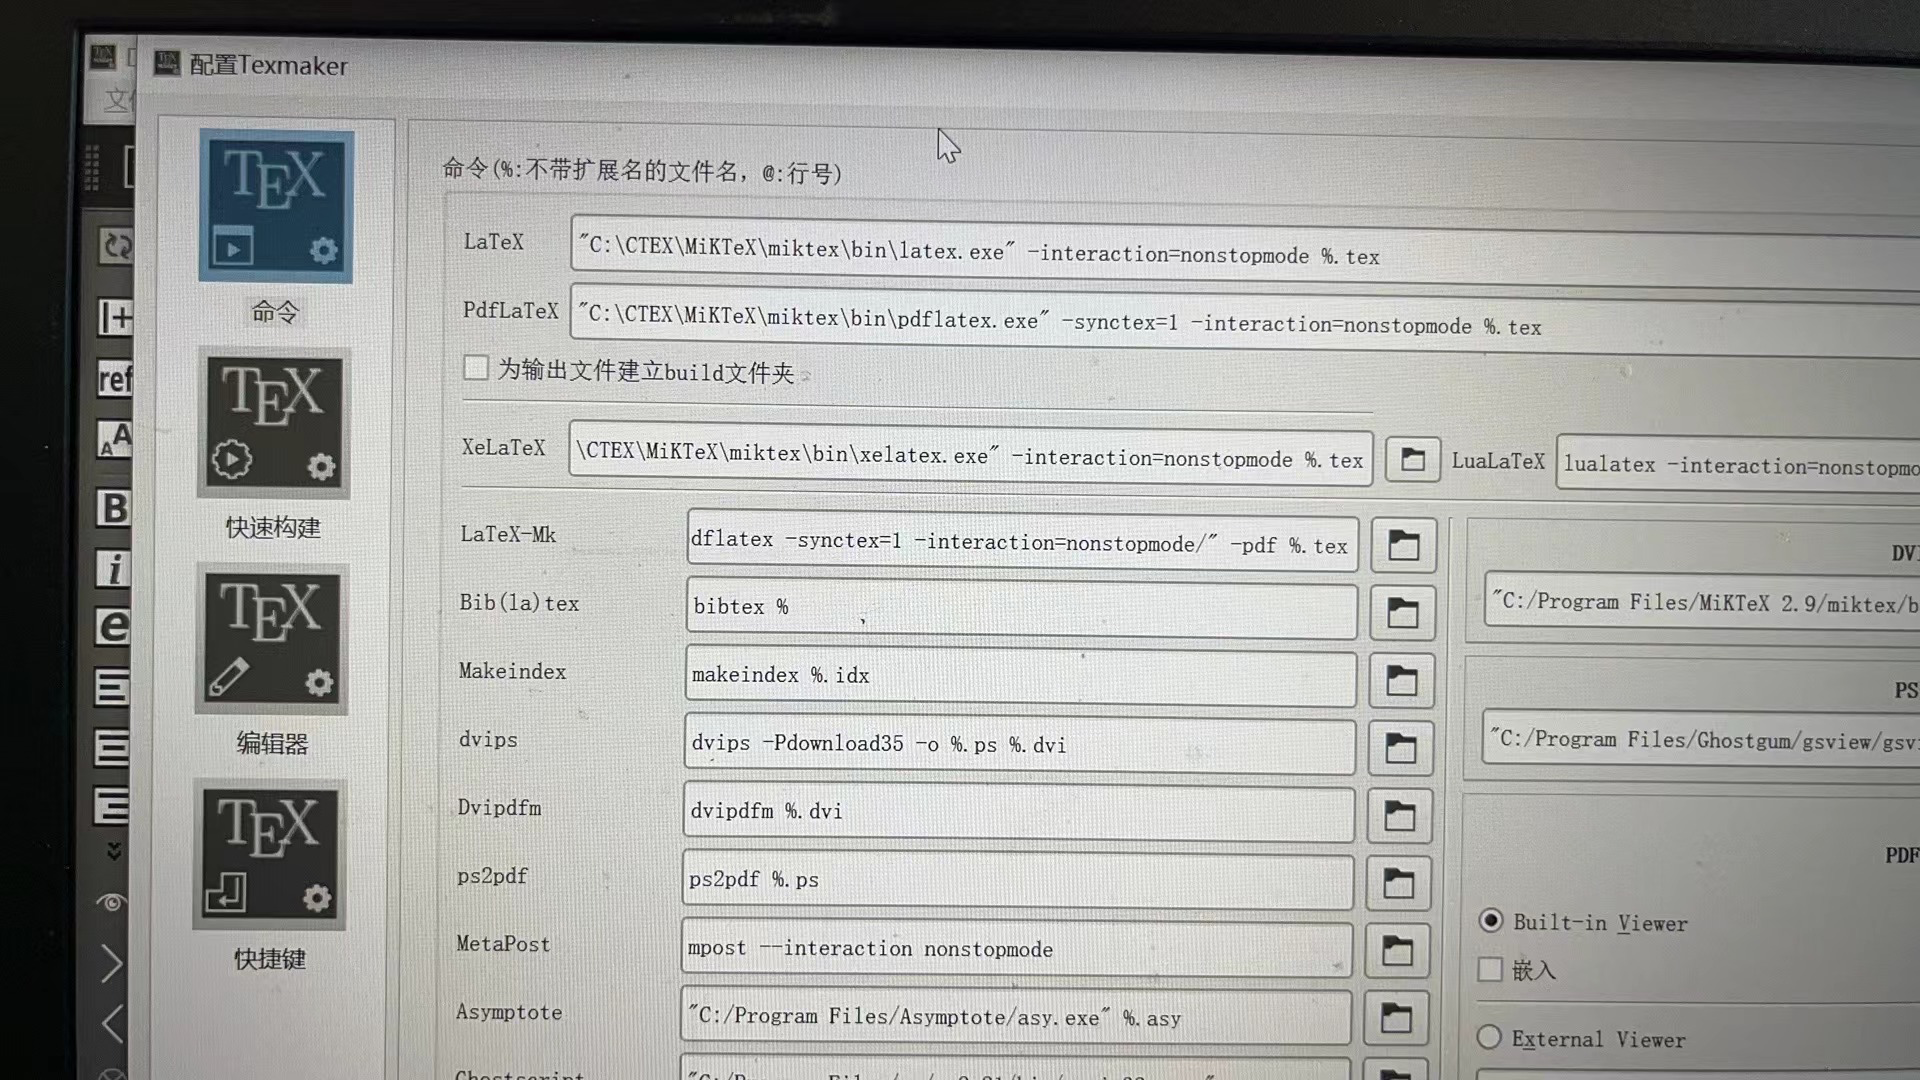 配置Texmaker
文件
命令
快速构建
编辑器
快捷键
ref
命令(%:不带扩展名的文件名, @:行号)
LaTeX "C:\CTEX\MiKTeX\miktex\bin\latex.exe" -interaction=nonstopmode %.tex
PdfLaTeX "C:\CTEX\MiKTeX\miktex\bin\pdflatex.exe" -synctex=1 -interaction=nonstopmode %.tex
为输出文件建立build文件夹
XeLaTeX \CTEX\MiKTeX\miktex\bin\xelatex.exe" -interaction=nonstopmode %.tex LuaLaTeX lualatex -interaction=nonstopmo
LaTeX-Mk dflatex -synctex=1 -interaction=nonstopmode/" -pdf %.tex
DVI
Bib(la)tex bibtex % "C:/Program Files/MiKTeX 2.9/miktex/b
Makeindex makeindex %.idx
PS
dvips dvips -Pdownload35 -o %.ps %.dvi "C:/Program Files/Ghostgum/gsview/gsvi
Dvipdfm dvipdfm %.dvi
PDF
ps2pdf ps2pdf %.ps
Built-in Viewer
MetaPost mpost --interaction nonstopmode
嵌入
Asymptote "C:/Program Files/Asymptote/asy.exe" %.asy
External Viewer